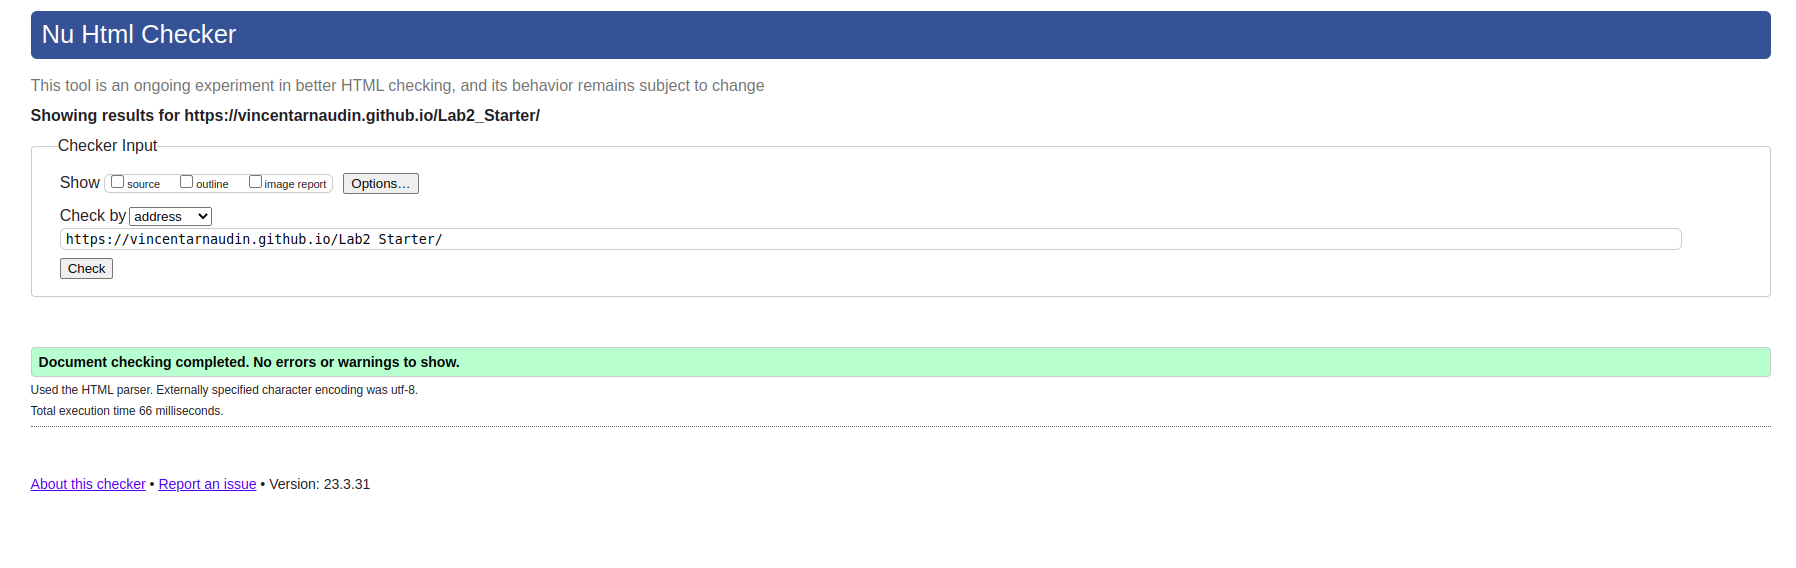 Nu Html Checker
This tool is an ongoing experiment in better HTML checking, and its behavior remains subject to change
Showing results for https://vincentarnaudin.github.io/Lab2_Starter/
Checker Input
Show source outline image report Options...
Check by address
https://vincentarnaudin.github.io/Lab2 Starter/
Check
Document checking completed. No errors or warnings to show.
Used the HTML parser. Externally specified character encoding was utf-8.
Total execution time 66 milliseconds.
About this checker • Report an issue • Version: 23.3.31